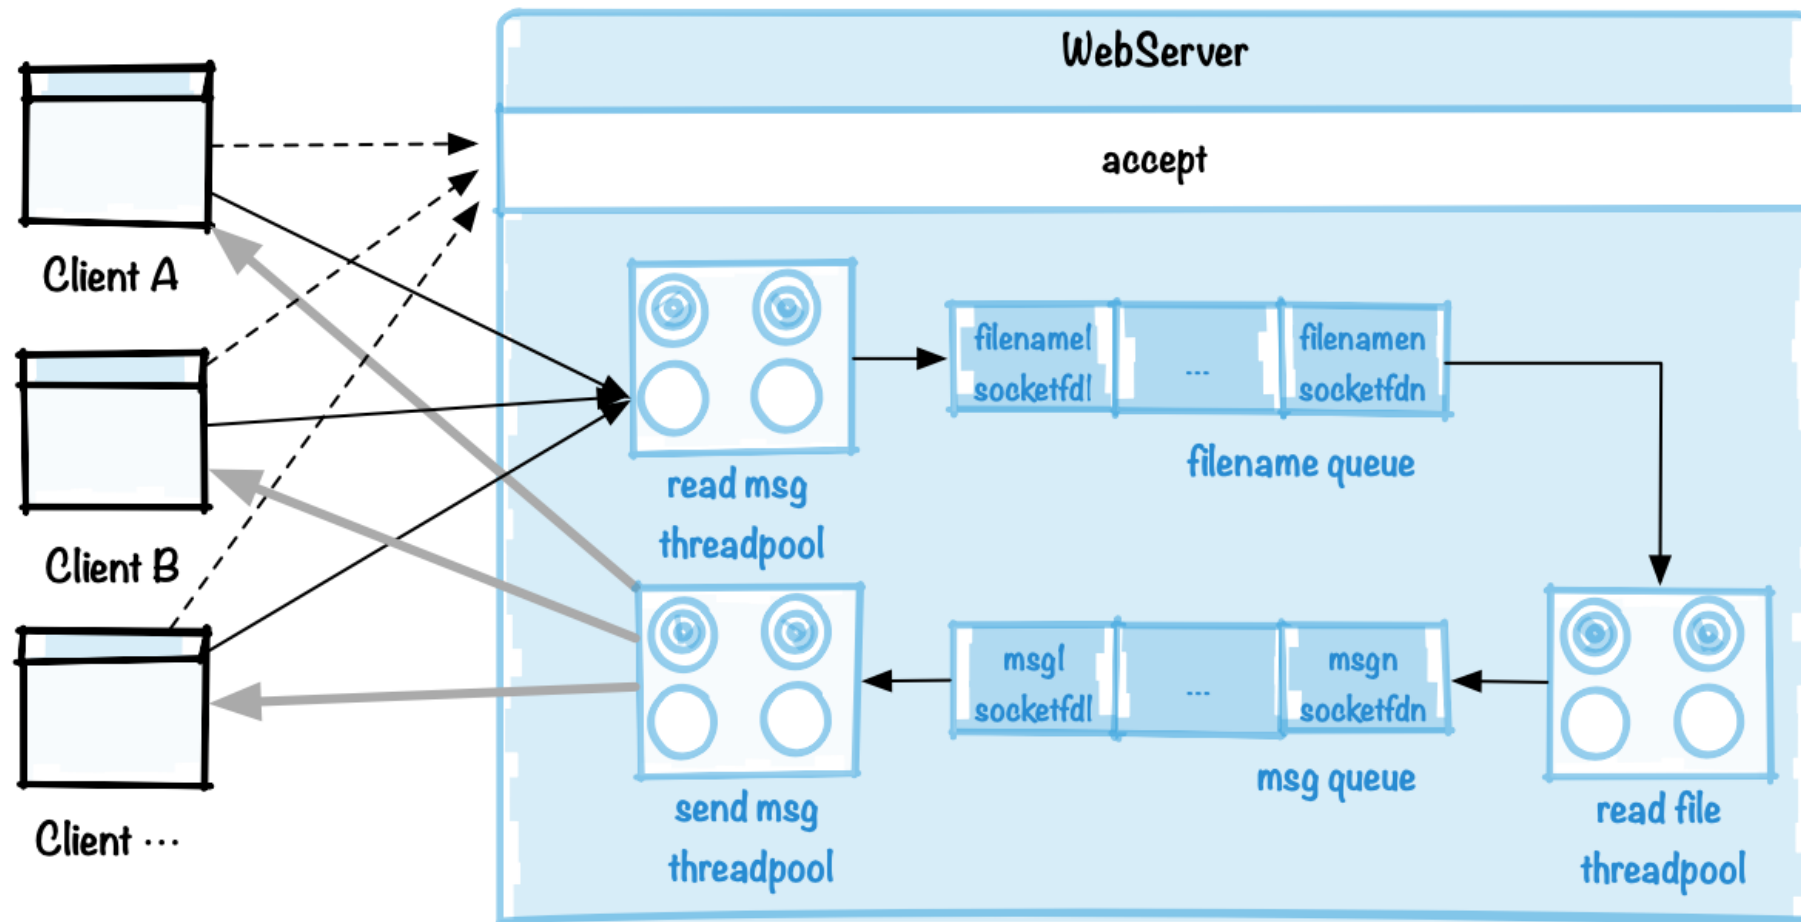 WebServer
accept
Client A
filename1
socketfd1
...
filenamen
socketfdn
filename queue
read msg
threadpool
Client B
msg1
socketfd1
...
msgn
socketfdn
msg queue
send msg
threadpool
read file
threadpool
Client ...